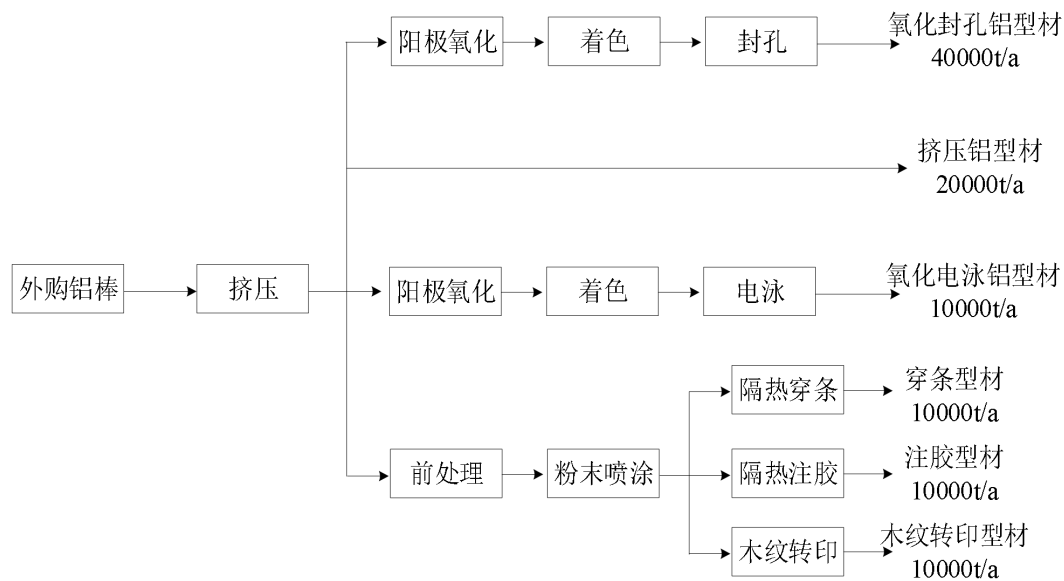 阳极氧化
着色
封孔
氧化封孔铝型材
40000t/a
挤压铝型材
20000t/a
外购铝棒
挤压
阳极氧化
着色
电泳
氧化电泳铝型材
10000t/a
隔热穿条
穿条型材
10000t/a
前处理
粉末喷涂
隔热注胶
注胶型材
10000t/a
木纹转印
木纹转印型材
10000t/a